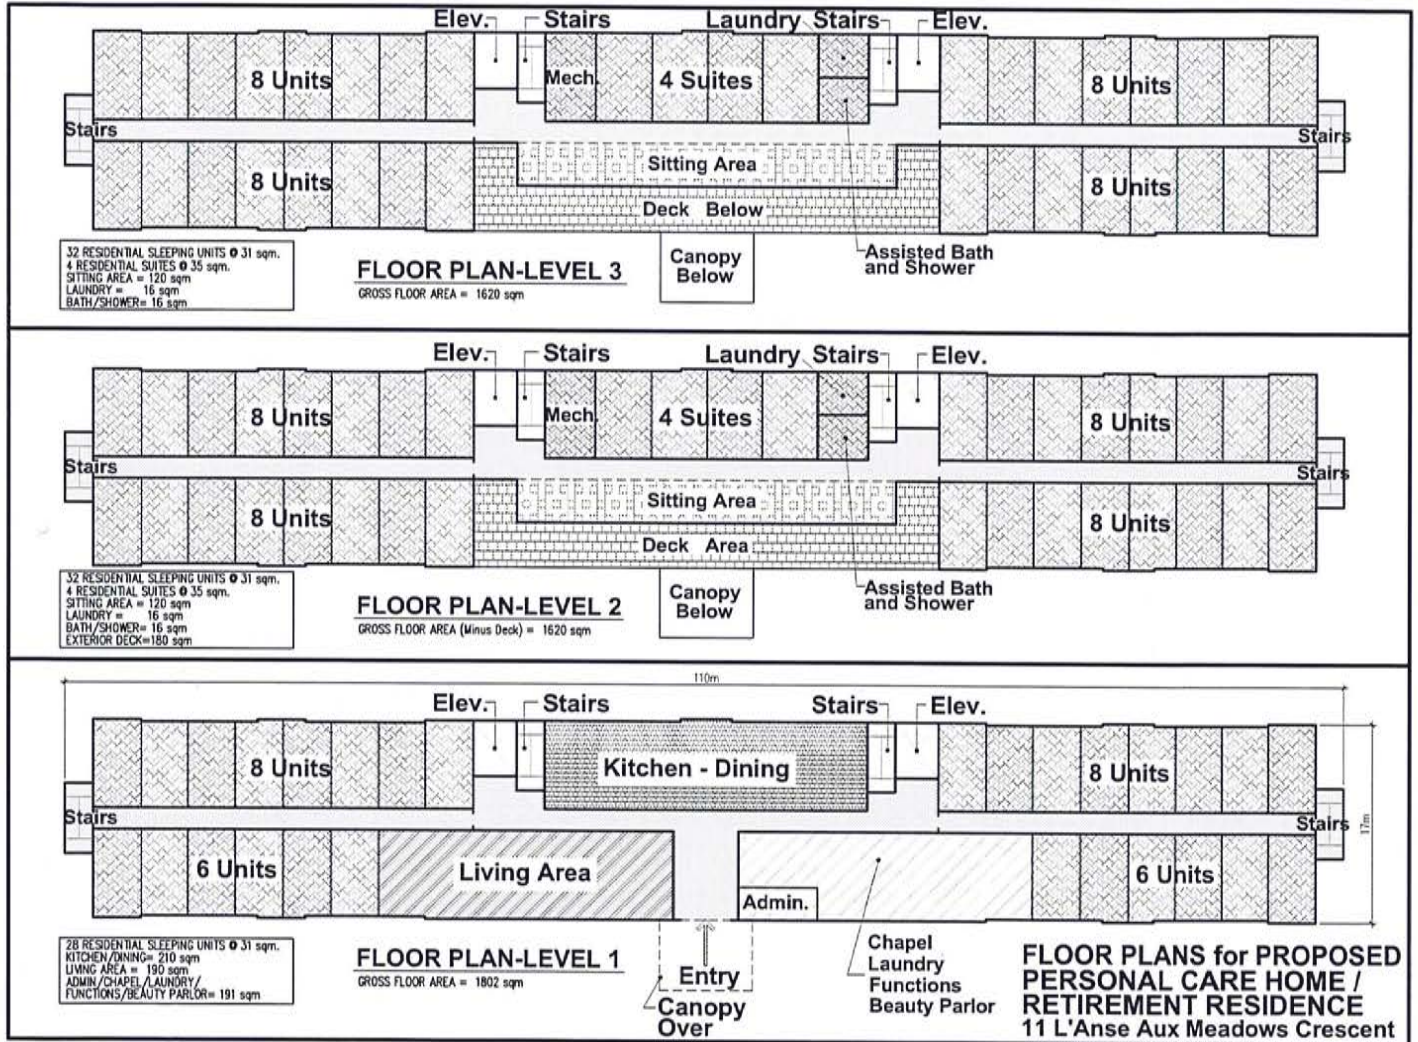 Elev.
Stairs
Laundry
Stairs
Elev.
8 Units
Mech.
4 Suites
8 Units
Stairs
Stairs
Sitting Area
8 Units
8 Units
Deck Below
32 RESIDENTIAL SLEEPING UNITS @ 31 sqm.
4 RESIDENTIAL SUITES @ 35 sqm.
SITTING AREA = 120 sqm
LAUNDRY = 16 sqm
BATH/SHOWER= 16 sqm
FLOOR PLAN-LEVEL 3
GROSS FLOOR AREA = 1620 sqm
Canopy
Below
Assisted Bath
and Shower
Elev.
Stairs
Laundry
Stairs
Elev.
8 Units
Mech.
4 Suites
8 Units
Stairs
Stairs
Sitting Area
8 Units
8 Units
Deck Area
32 RESIDENTIAL SLEEPING UNITS @ 31 sqm.
4 RESIDENTIAL SUITES @ 35 sqm.
SITTING AREA = 120 sqm
LAUNDRY = 16 sqm
BATH/SHOWER= 16 sqm
EXTERIOR DECK=180 sqm
FLOOR PLAN-LEVEL 2
GROSS FLOOR AREA (Minus Deck) = 1620 sqm
Canopy
Below
Assisted Bath
and Shower
110m
Elev.
Stairs
Stairs
Elev.
8 Units
Kitchen - Dining
8 Units
Stairs
Stairs
17m
6 Units
Living Area
6 Units
Admin.
28 RESIDENTIAL SLEEPING UNITS @ 31 sqm.
KITCHEN/DINING= 210 sqm
LIVING AREA = 190 sqm
ADMIN/CHAPEL/LAUNDRY/
FUNCTIONS/BEAUTY PARLOR= 191 sqm
FLOOR PLAN-LEVEL 1
GROSS FLOOR AREA = 1802 sqm
Entry
Canopy
Over
Chapel
Laundry
Functions
Beauty Parlor
FLOOR PLANS for PROPOSED
PERSONAL CARE HOME /
RETIREMENT RESIDENCE
11 L'Anse Aux Meadows Crescent